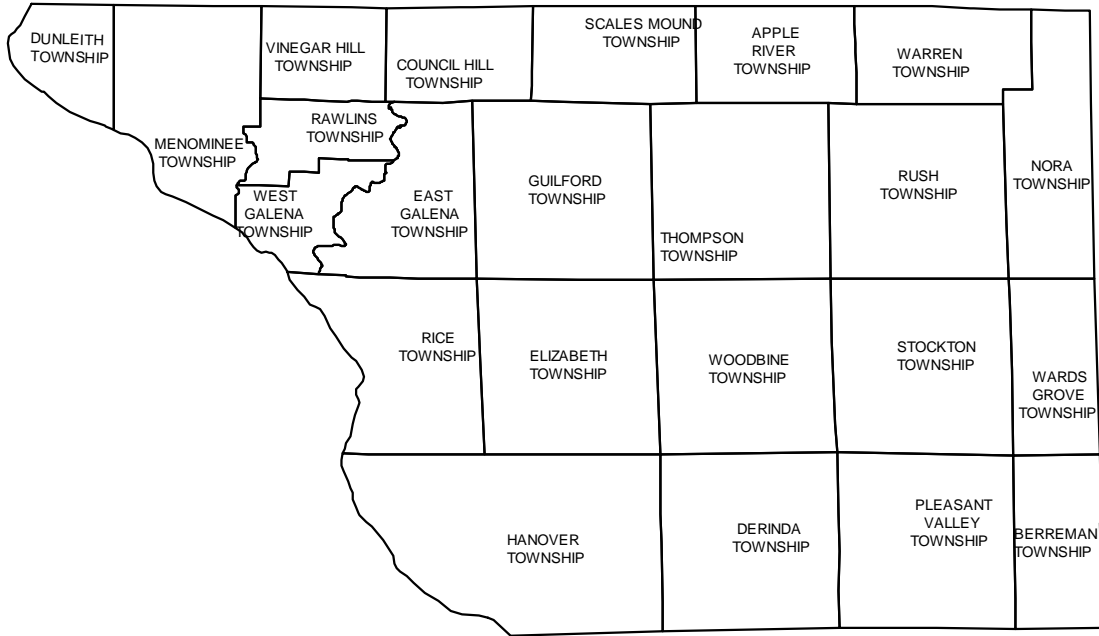 DUNLEITH
TOWNSHIP
VINEGAR HILL
TOWNSHIP
COUNCIL HILL
TOWNSHIP
SCALES MOUND
TOWNSHIP
APPLE
RIVER
TOWNSHIP
WARREN
TOWNSHIP
MENOMINEE
TOWNSHIP
RAWLINS
TOWNSHIP
WEST
GALENA
TOWNSHIP
EAST
GALENA
TOWNSHIP
GUILFORD
TOWNSHIP
THOMPSON
TOWNSHIP
RUSH
TOWNSHIP
NORA
TOWNSHIP
RICE
TOWNSHIP
ELIZABETH
TOWNSHIP
WOODBINE
TOWNSHIP
STOCKTON
TOWNSHIP
WARDS
GROVE
TOWNSHIP
HANOVER
TOWNSHIP
DERINDA
TOWNSHIP
PLEASANT
VALLEY
TOWNSHIP
BERREMAN
TOWNSHIP